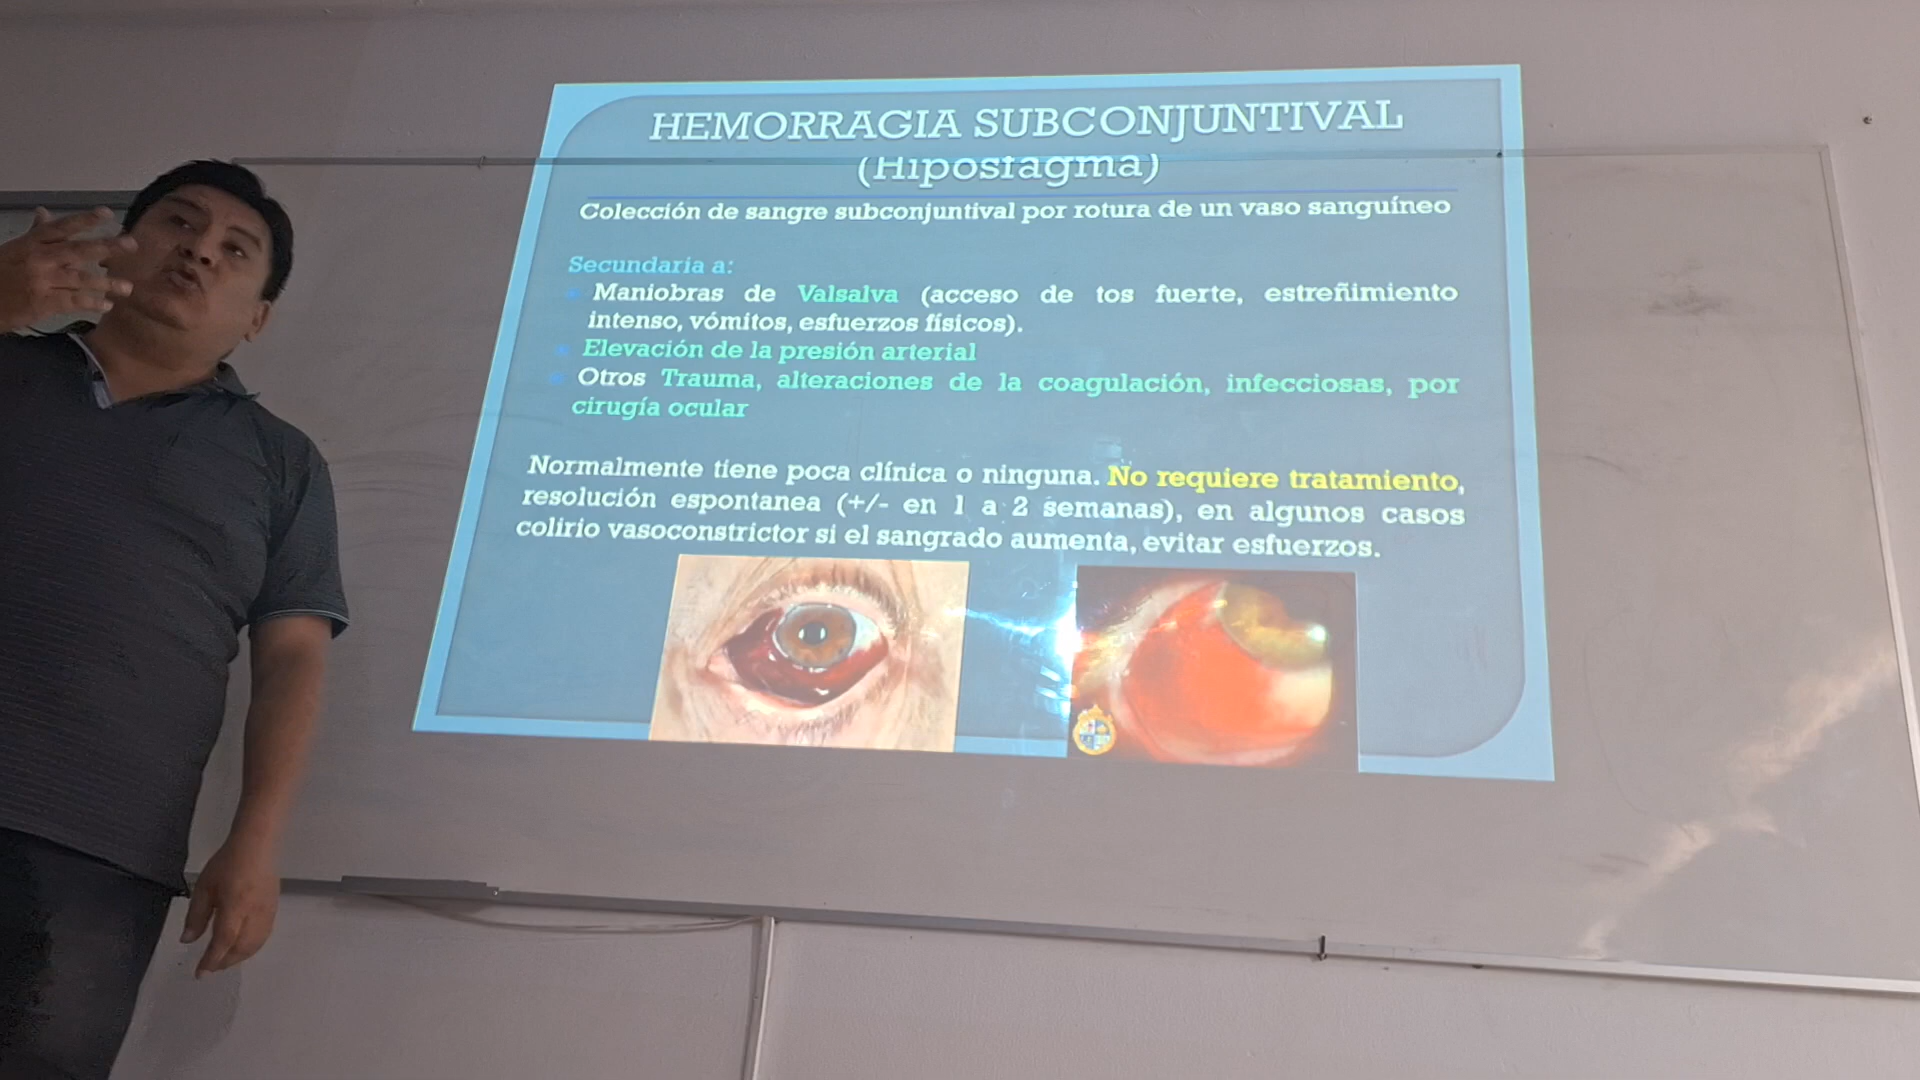 HEMORRAGIA SUBCONJUNTIVAL
(Hiposfagma)
Colección de sangre subconjuntival por rotura de un vaso sanguíneo
Secundaria a:
Maniobras de Valsalva (acceso de tos fuerte, estreñimiento
intenso, vómitos, esfuerzos físicos).
Elevación de la presión arterial
Otros Trauma, alteraciones de la coagulación, infecciosas, por
cirugía ocular
Normalmente tiene poca clínica o ninguna. No requiere tratamiento,
resolución espontanea (+/- en 1 a 2 semanas), en algunos casos
colirio vasoconstrictor si el sangrado aumenta, evitar esfuerzos.